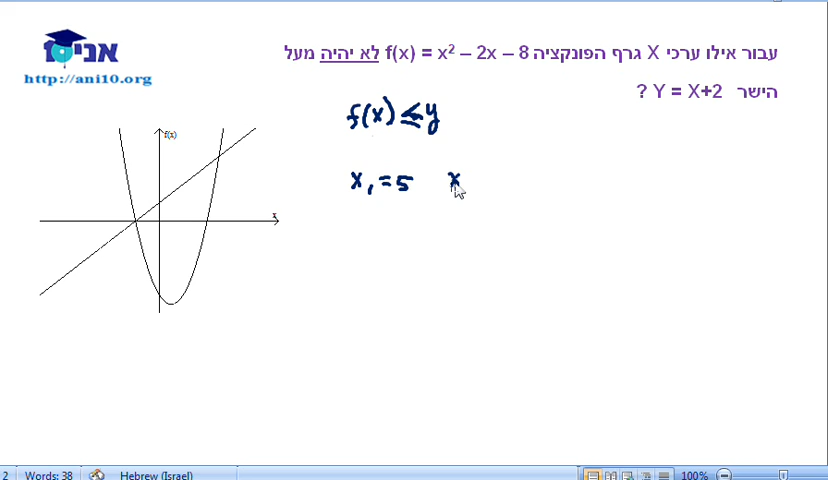 אני10
http://ani10.org
עבור אילו ערכי X גרף הפונקציה f(x) = x² – 2x – 8 לא יהיה מעל
הישר Y = X+2 ?
f(x) ≤ y
x₁ = 5 x
f(x)
x
2 Words: 38 Hebrew (Israel) 100%